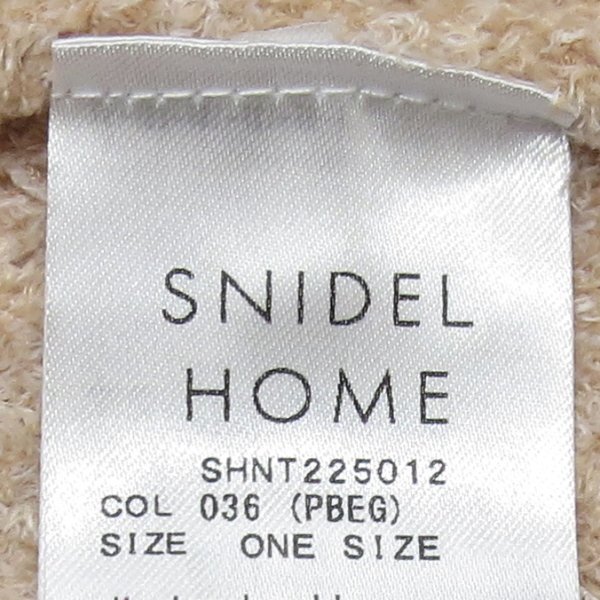 SNIDEL
HOME
SHNT225012
COL 036 (PBEG)
SIZE ONE SIZE